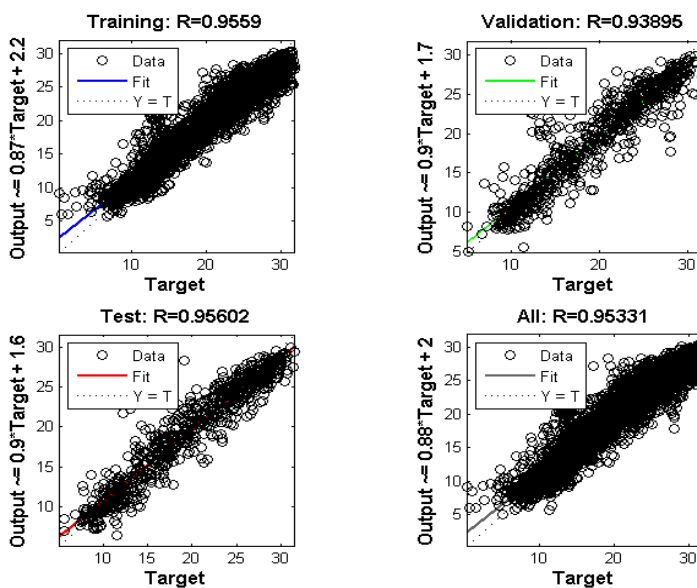 Training: R=0.9559
Output ~= 0.87*Target + 2.2
30
25
20
15
10
5
Data
Fit
Y = T
10 20 30
Target
Validation: R=0.93895
Output ~= 0.9*Target + 1.7
30
25
20
15
10
5
Data
Fit
Y = T
10 20 30
Target
Test: R=0.95602
Output ~= 0.9*Target + 1.6
30
25
20
15
10
Data
Fit
Y = T
10 15 20 25 30
Target
All: R=0.95331
Output ~= 0.88*Target + 2
30
25
20
15
10
5
Data
Fit
Y = T
10 20 30
Target